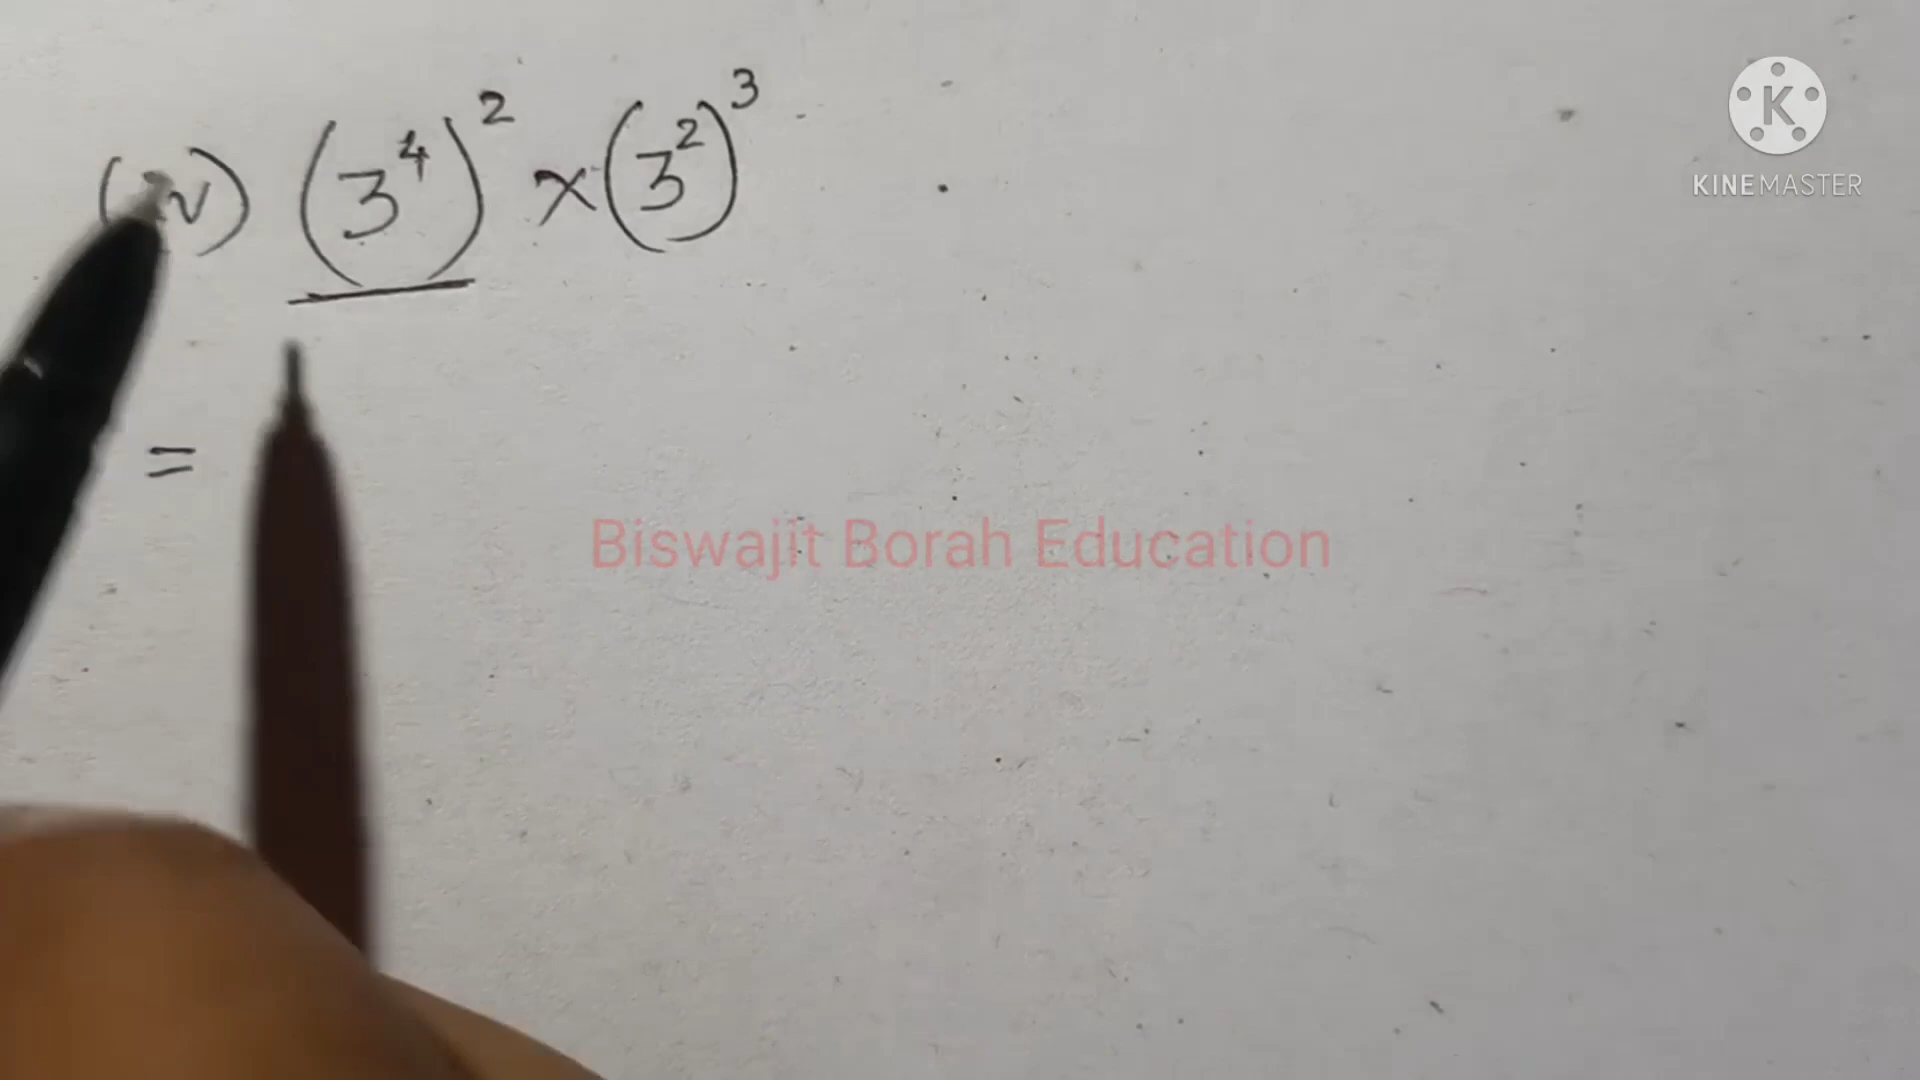 (iv) (3⁴)² × (3²)³
K
KINEMASTER
=
Biswajit Borah Education